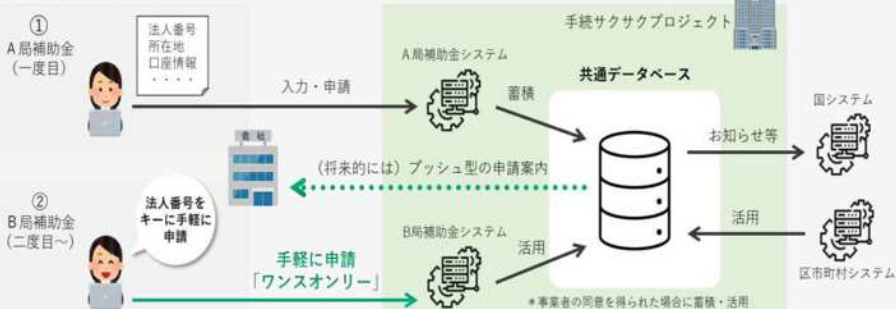 手続サクサクプロジェクト
①
A局補助金
(一度目)
法人番号
所在地
口座情報
・・・・
入力・申請
A局補助金システム
蓄積
共通データベース
お知らせ等
国システム
会社
(将来的には) プッシュ型の申請案内
②
B局補助金
(二度目~)
法人番号を
キーに手軽に
申請
手軽に申請
「ワンスオンリー」
B局補助金システム
活用
活用
区市町村システム
*事業者の同意を得られた場合に蓄積・活用